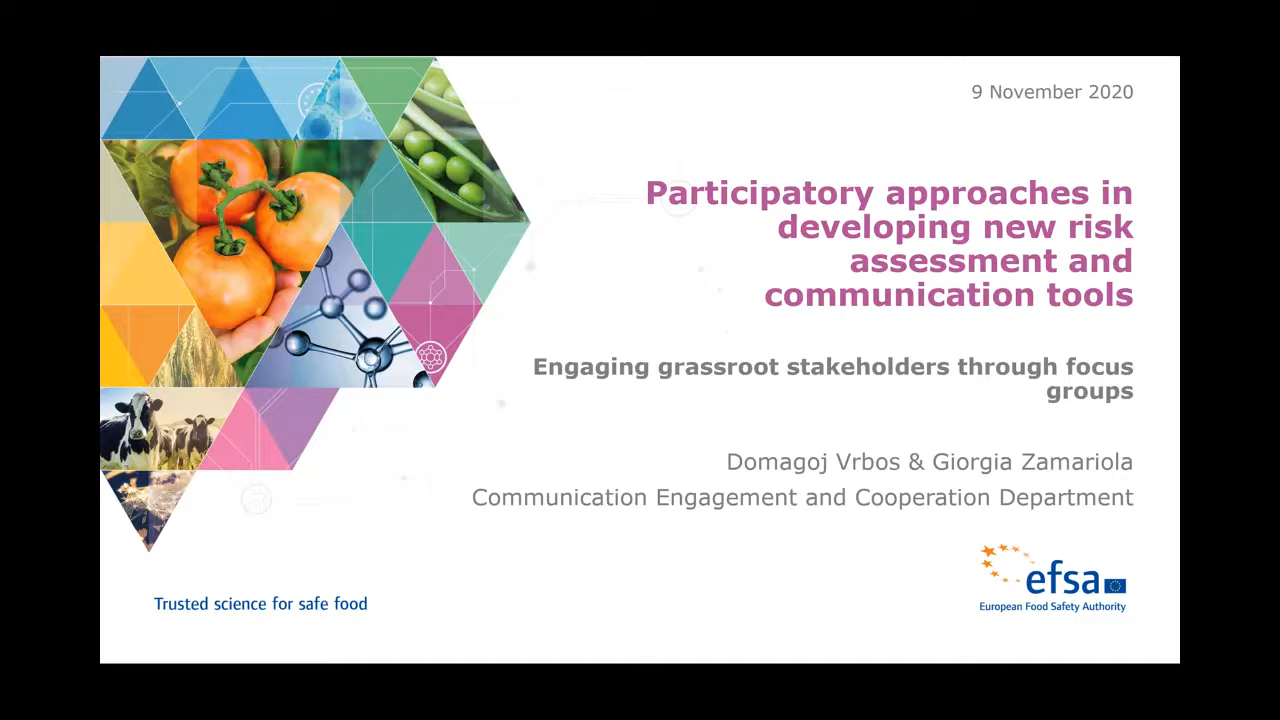 9 November 2020
Participatory approaches in
developing new risk
assessment and
communication tools
Engaging grassroot stakeholders through focus
groups
Domagoj Vrbos & Giorgia Zamariola
Communication Engagement and Cooperation Department
efsa
European Food Safety Authority
Trusted science for safe food